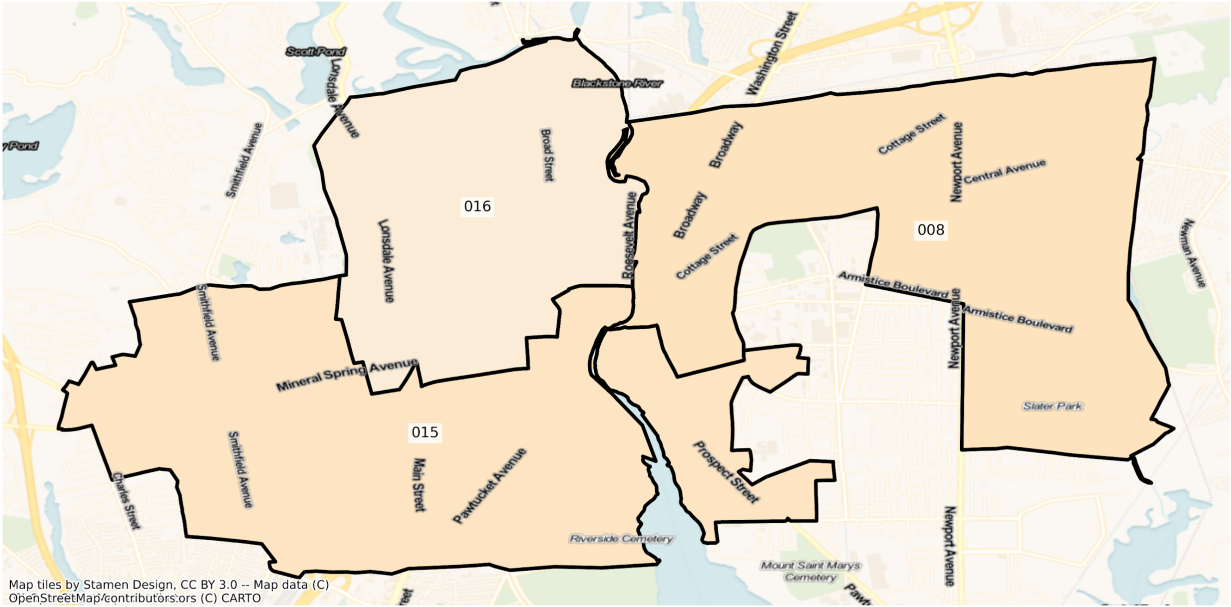 Scott Pond
Lonsdale Avenue
Washington Street
Blackstone River
Smithfield Avenue
Broad Street
Broadway
Cottage Street
Newport Avenue
Central Avenue
016
Lonsdale Avenue
Roosevelt Avenue
Broadway
Cottage Street
008
Newman Avenue
Armistice Boulevard
Armistice Boulevard
Newport Avenue
Smithfield Avenue
Mineral Spring Avenue
Slater Park
015
Smithfield Avenue
Main Street
Pawtucket Avenue
Prospect Street
Charles Street
Riverside Cemetery
Newport Avenue
Mount Saint Marys
Cemetery
Map tiles by Stamen Design, CC BY 3.0 -- Map data (C)
OpenStreetMap contributors (C) CARTO